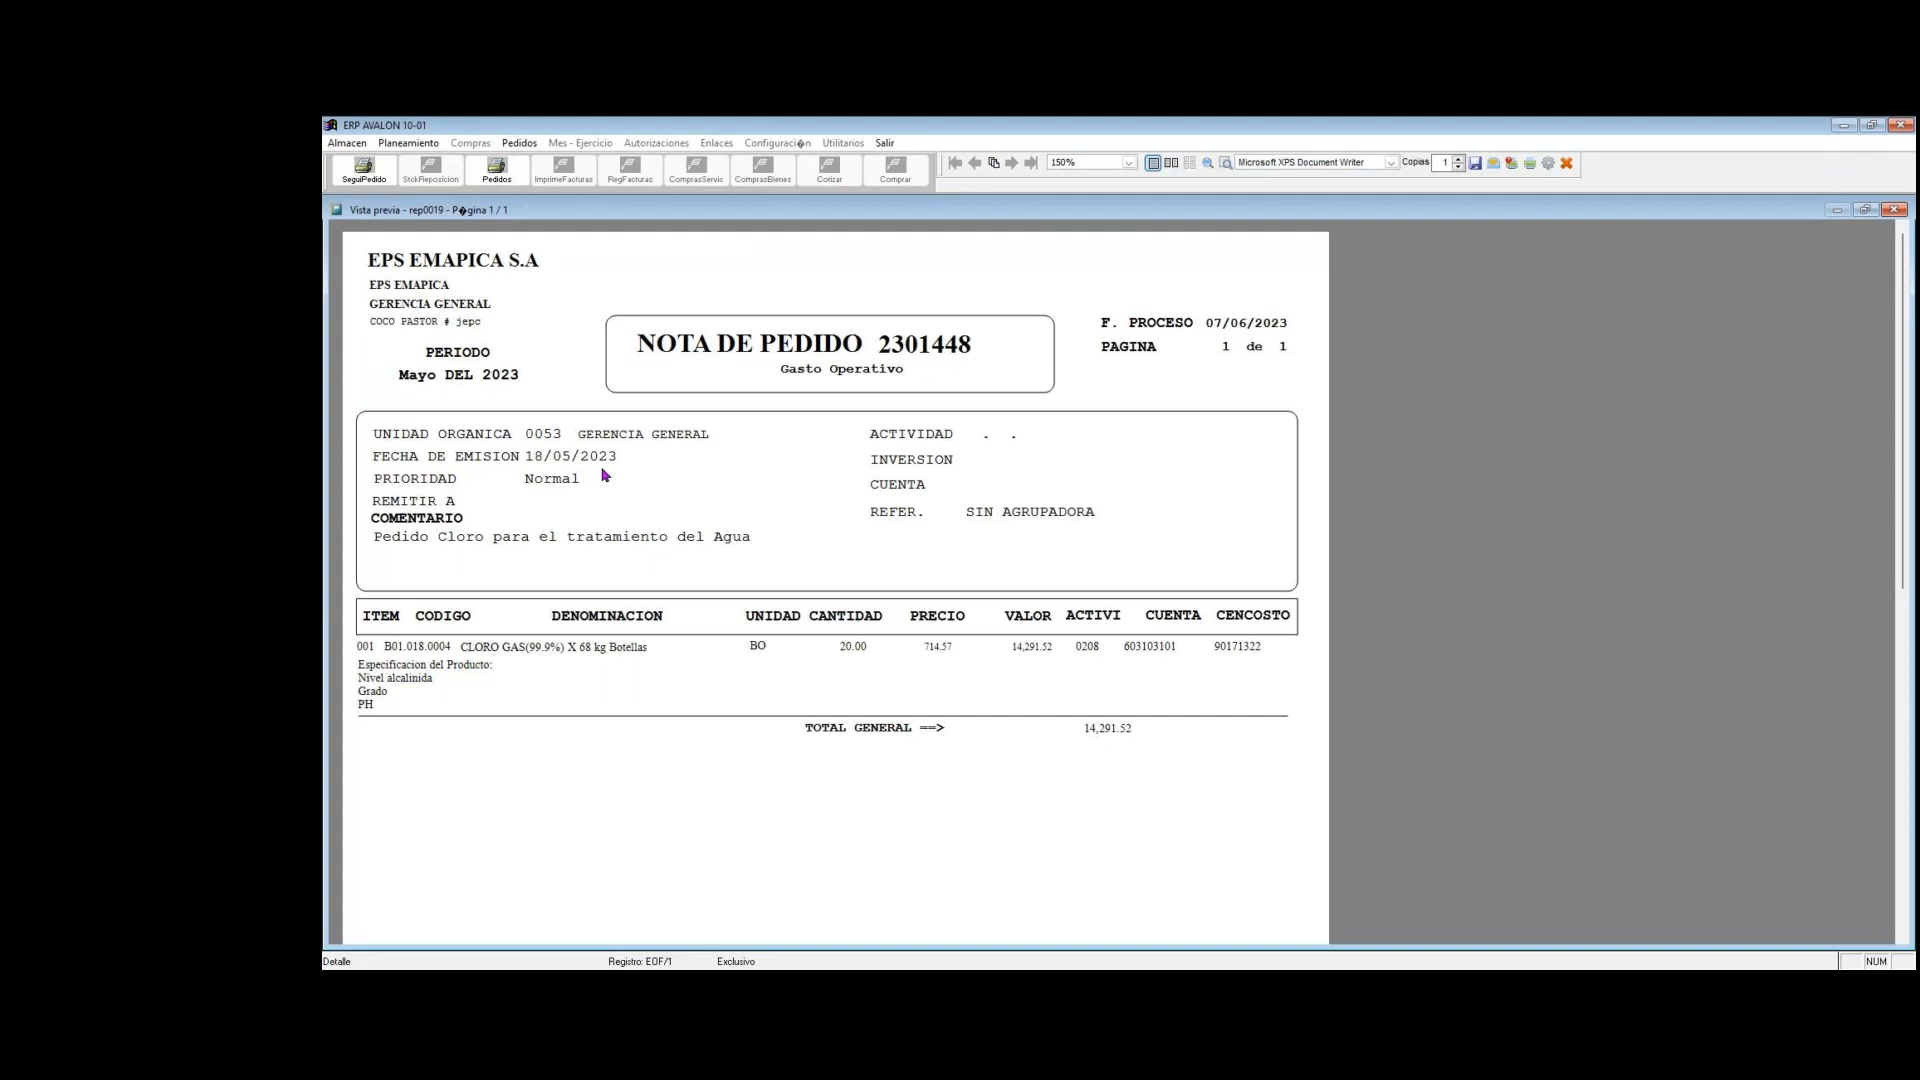 ERP AVALON 10-01
Almacen Planeamiento Compras Pedidos Mes - Ejercicio Autorizaciones Enlaces Configuraci�n Utilitarios Salir
SeguiPedido StokReposicion Pedidos ImprimeFacturas RegFacturas ComprasServic ComprasBienes Cotizar Comprar 150% Microsoft XPS Document Writer Copias 1
Vista previa - rep0019 - P�gina 1 / 1
EPS EMAPICA S.A
EPS EMAPICA
GERENCIA GENERAL
COCO PASTOR # jepc
PERIODO
Mayo DEL 2023
NOTA DE PEDIDO 2301448
Gasto Operativo
F. PROCESO 07/06/2023
PAGINA 1 de 1
UNIDAD ORGANICA 0053 GERENCIA GENERAL
FECHA DE EMISION 18/05/2023
PRIORIDAD Normal
REMITIR A
COMENTARIO
Pedido Cloro para el tratamiento del Agua
ACTIVIDAD . .
INVERSION
CUENTA
REFER. SIN AGRUPADORA
ITEM CODIGO DENOMINACION UNIDAD CANTIDAD PRECIO VALOR ACTIVI CUENTA CENCOSTO
001 B01.018.0004 CLORO GAS(99.9%) X 68 kg Botellas BO 20.00 714.57 14,291.52 0208 603103101 90171322
Especificacion del Producto:
Nivel alcalinida
Grado
PH
TOTAL GENERAL ==> 14,291.52
Detalle Registro: EOF/1 Exclusivo NUM